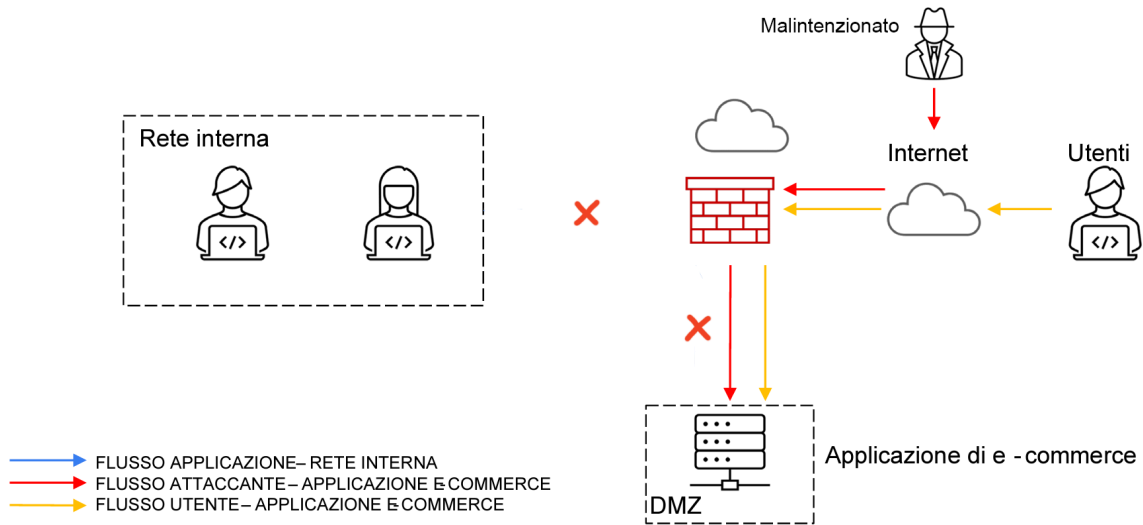 Malintenzionato
Rete interna
Internet
Utenti
</>
</>
</>
Applicazione di e - commerce
DMZ
FLUSSO APPLICAZIONE– RETE INTERNA
FLUSSO ATTACCANTE – APPLICAZIONE E-COMMERCE
FLUSSO UTENTE– APPLICAZIONE E-COMMERCE